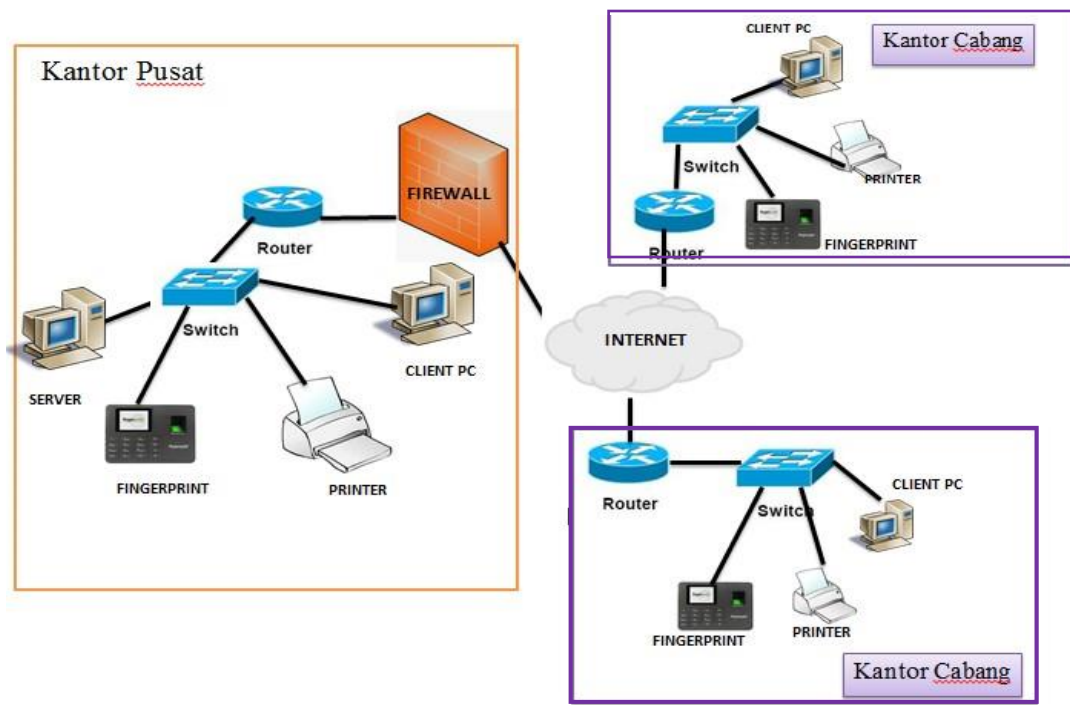 Kantor Pusat
FIREWALL
Router
Switch
SERVER
CLIENT PC
FINGERPRINT
PRINTER
CLIENT PC
Kantor Cabang
Switch
PRINTER
Router
FINGERPRINT
INTERNET
Router
Switch
CLIENT PC
FINGERPRINT
PRINTER
Kantor Cabang